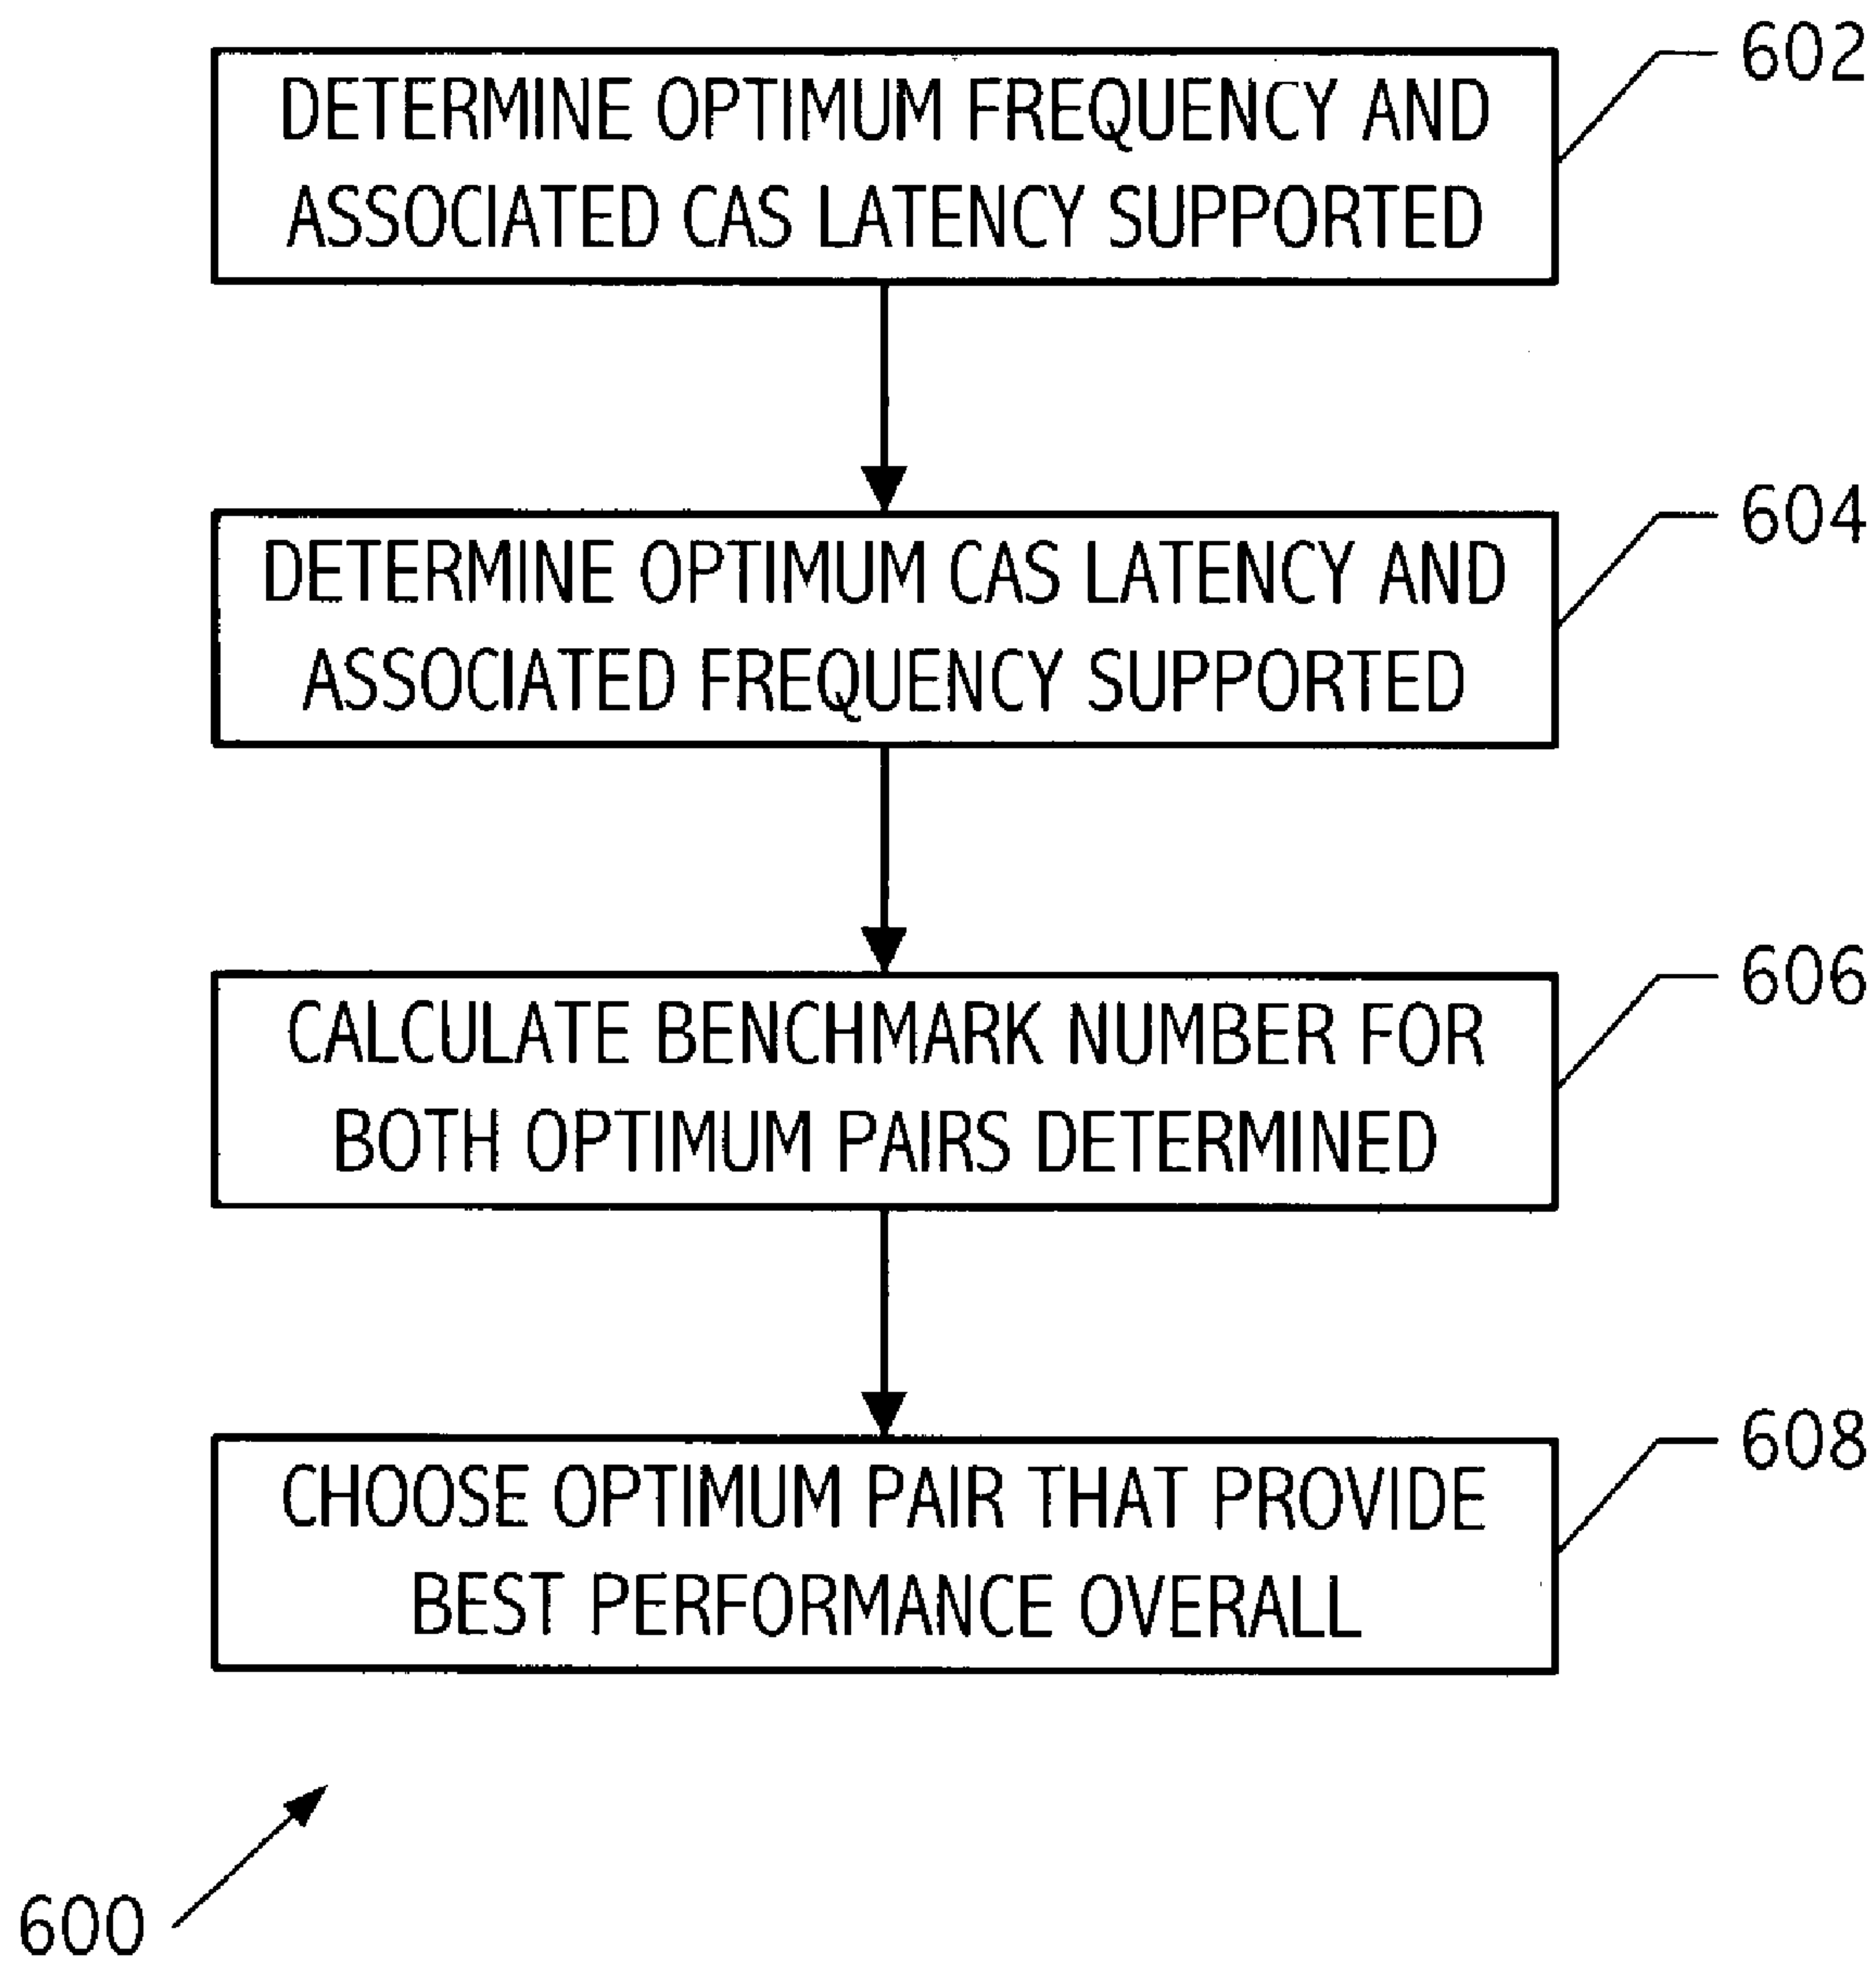 602
DETERMINE OPTIMUM FREQUENCY AND
ASSOCIATED CAS LATENCY SUPPORTED
604
DETERMINE OPTIMUM CAS LATENCY AND
ASSOCIATED FREQUENCY SUPPORTED
606
CALCULATE BENCHMARK NUMBER FOR
BOTH OPTIMUM PAIRS DETERMINED
608
CHOOSE OPTIMUM PAIR THAT PROVIDE
BEST PERFORMANCE OVERALL
600